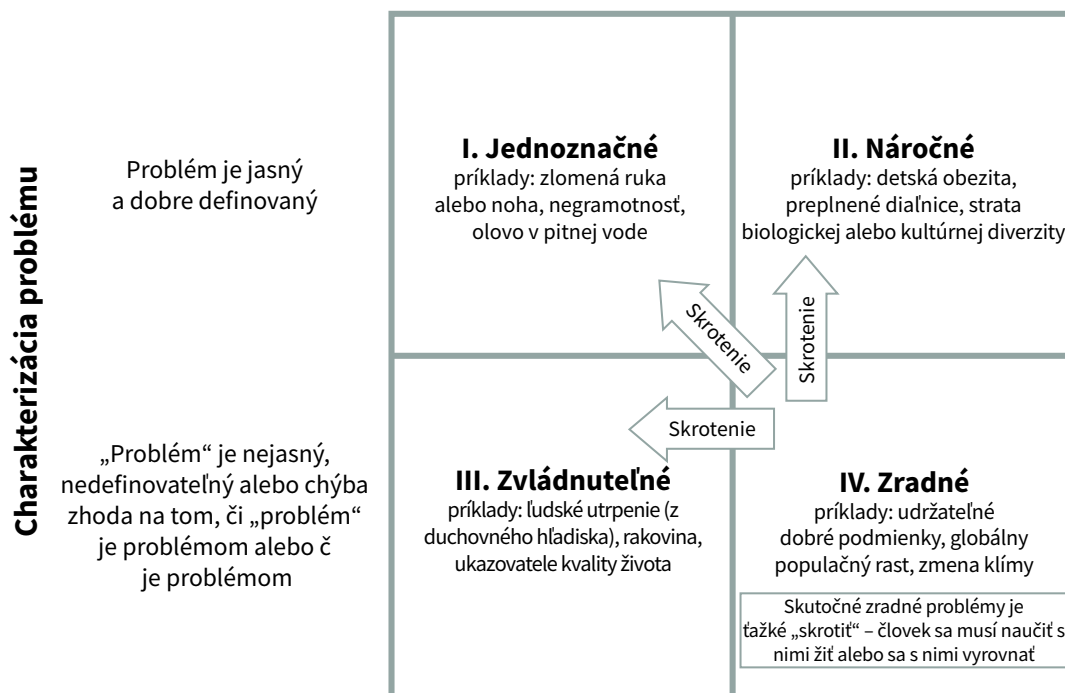 Charakterizácia problému
Problém je jasný
a dobre definovaný
I. Jednoznačné
príklady: zlomená ruka
alebo noha, negramotnosť,
olovo v pitnej vode
II. Náročné
príklady: detská obezita,
preplnené diaľnice, strata
biologickej alebo kultúrnej diverzity
Skrotenie
Skrotenie
Skrotenie
„Problém“ je nejasný,
nedefinovateľný alebo chýba
zhoda na tom, či „problém“
je problémom alebo č
je problémom
III. Zvládnuteľné
príklady: ľudské utrpenie (z
duchovného hľadiska), rakovina,
ukazovatele kvality života
IV. Zradné
príklady: udržateľné
dobré podmienky, globálny
populačný rast, zmena klímy
Skutočné zradné problémy je
ťažké „skrotiť“ – človek sa musí naučiť s
nimi žiť alebo sa s nimi vyrovnať